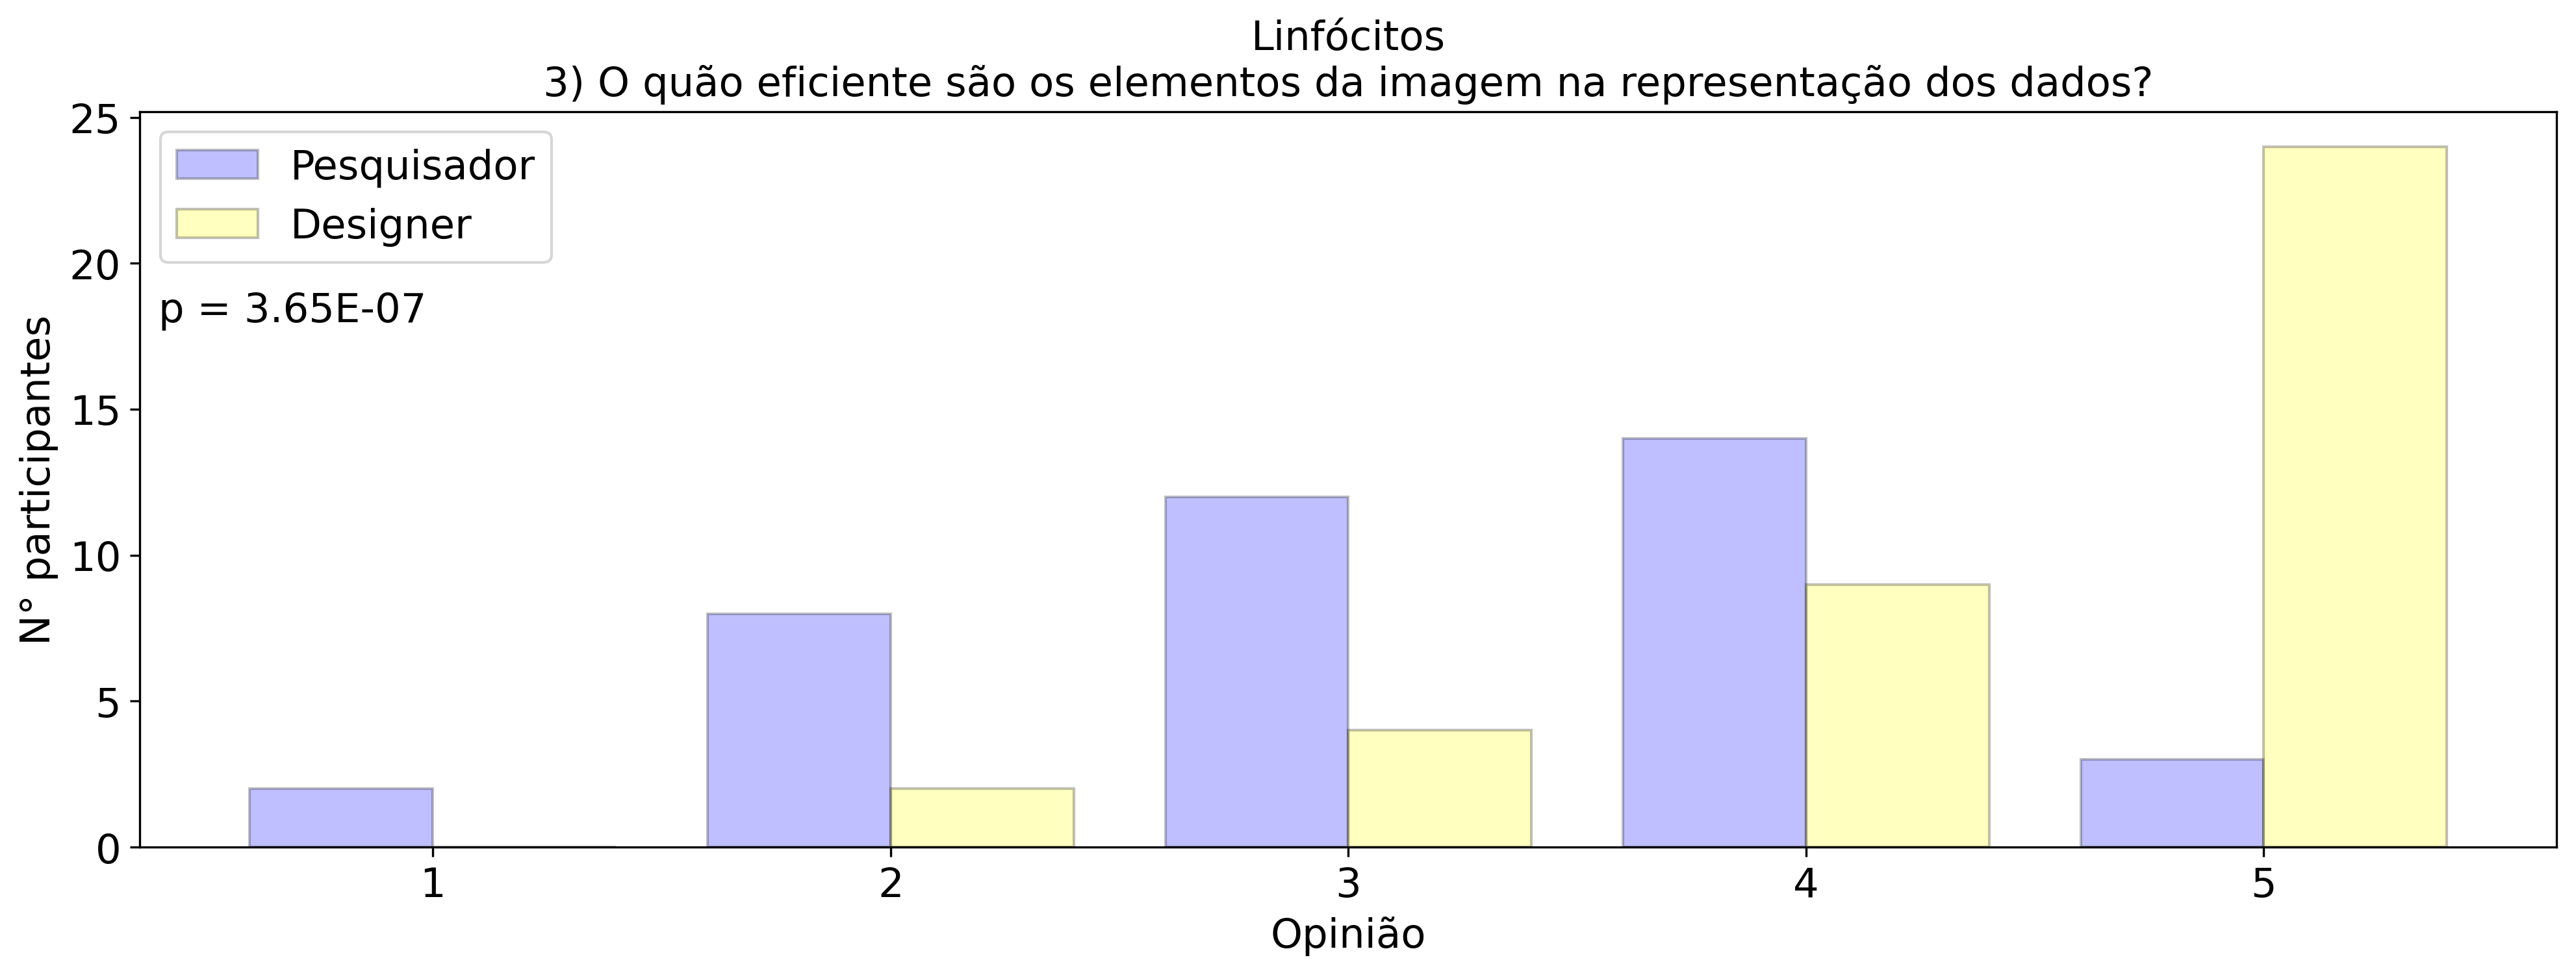 Linfócitos
3) O quão eficiente são os elementos da imagem na representação dos dados?
25
20
15
10
5
0
N° participantes
Pesquisador
Designer
p = 3.65E-07
1 2 3 4 5
Opinião